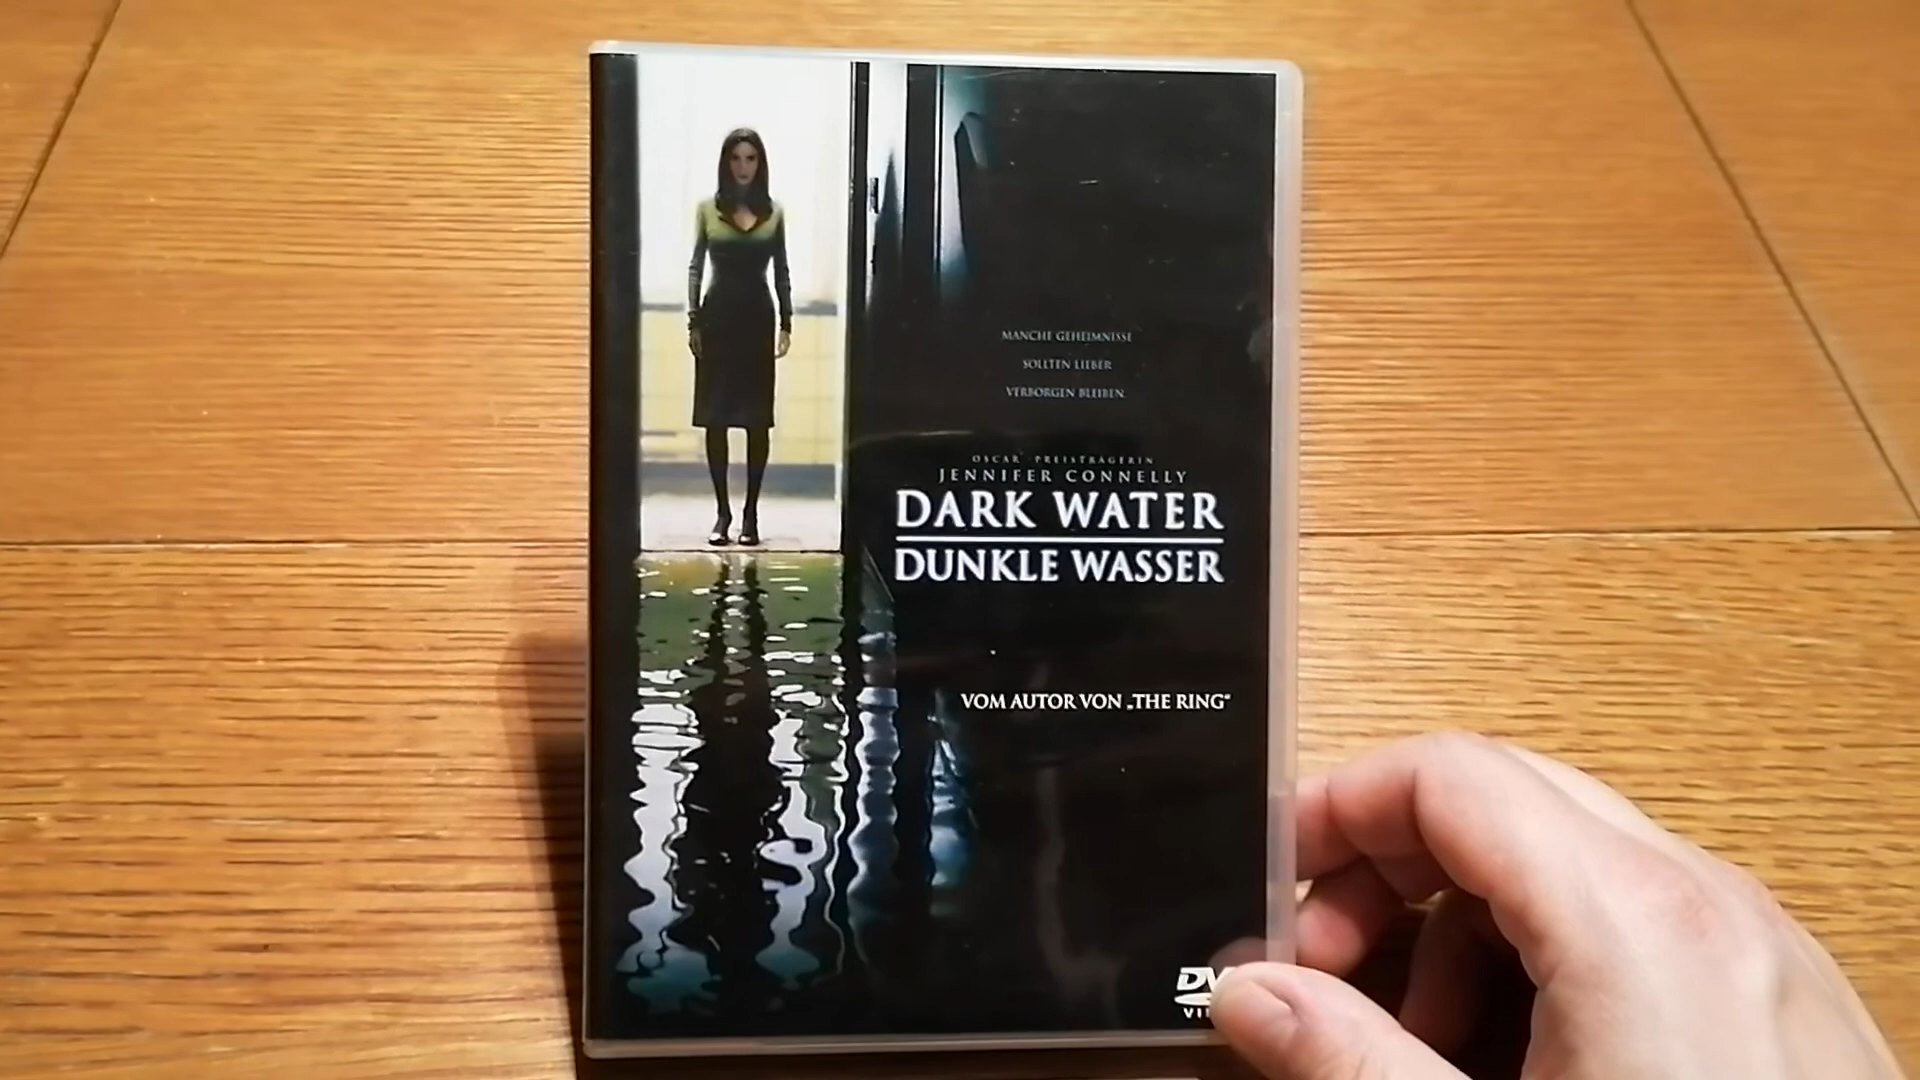 MANCHE GEHEIMNISSE
SOLLTEN LIEBER
VERBORGEN BLEIBEN.
OSCAR PREISTRÄGERIN
JENNIFER CONNELLY
DARK WATER
DUNKLE WASSER
VOM AUTOR VON „THE RING“